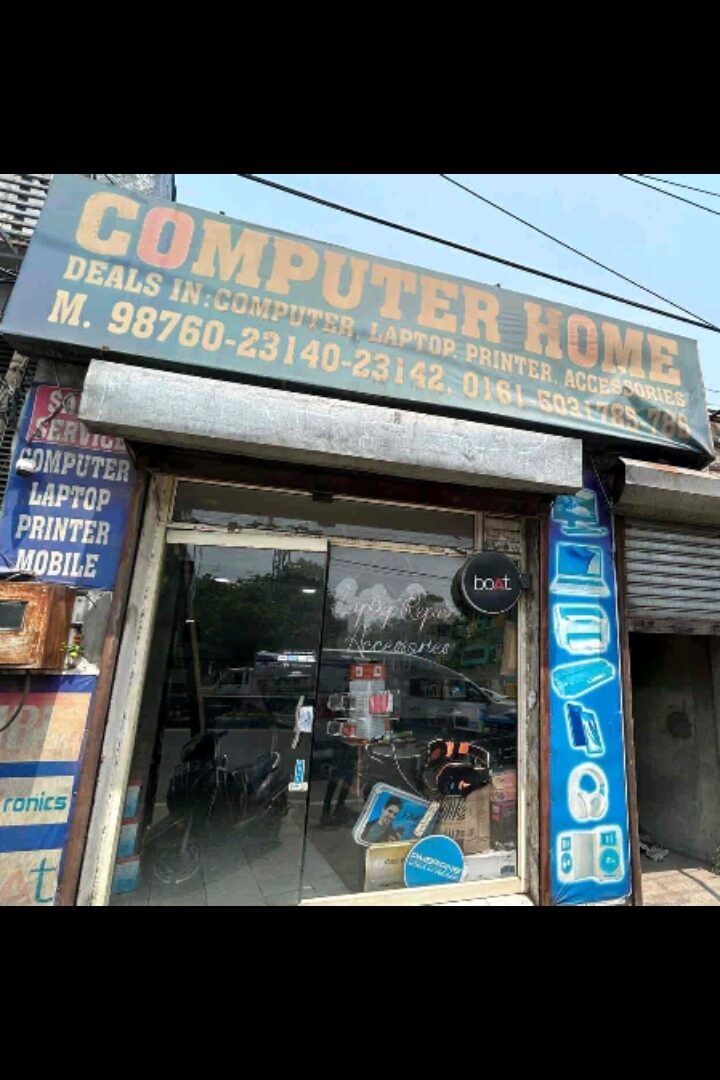 COMPUTER HOME
DEALS IN: COMPUTER, LAPTOP, PRINTER, ACCESSORIES
M. 98760-23140-23142, 0161-5031785-786
SERVICE
COMPUTER
LAPTOP
PRINTER
MOBILE
boAt
Laptop Repair
Accessories
ronics